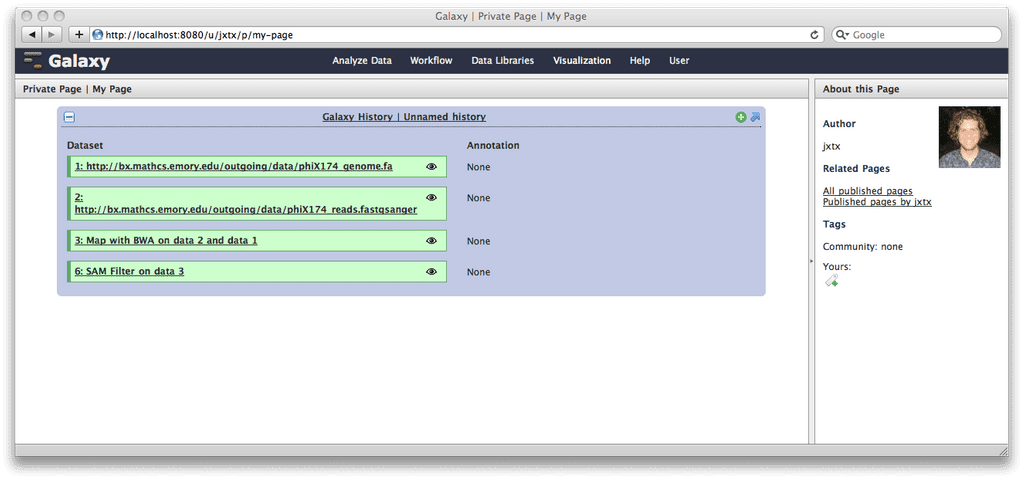 Galaxy | Private Page | My Page
http://localhost:8080/u/jxtx/p/my-page
Google
Galaxy
Analyze Data Workflow Data Libraries Visualization Help User
Private Page | My Page
About this Page
Galaxy History | Unnamed history
Author
jxtx
Dataset Annotation
1: http://bx.mathcs.emory.edu/outgoing/data/phiX174_genome.fa None
2: None
http://bx.mathcs.emory.edu/outgoing/data/phiX174_reads.fastqsanger
3: Map with BWA on data 2 and data 1 None
6: SAM Filter on data 3 None
Related Pages
All published pages
Published pages by jxtx
Tags
Community: none
Yours: